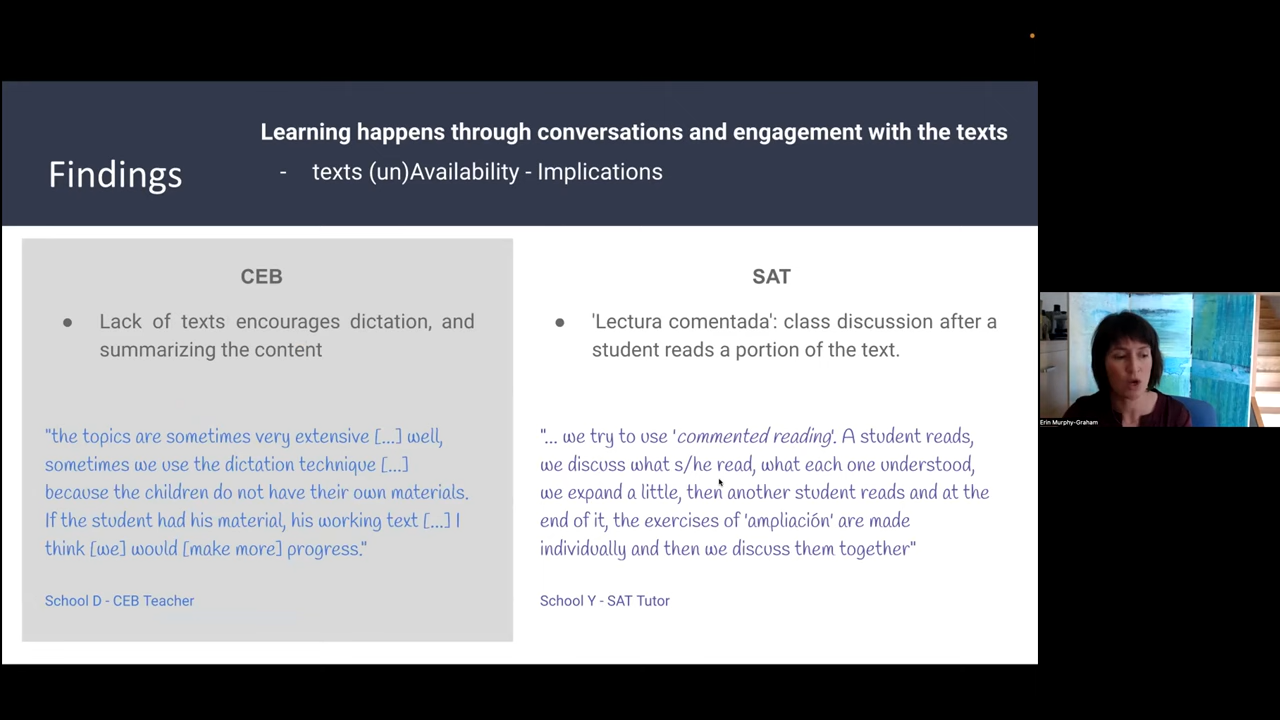 Findings
Learning happens through conversations and engagement with the texts
- texts (un)Availability - Implications
CEB
● Lack of texts encourages dictation, and
summarizing the content
"the topics are sometimes very extensive [...] well,
sometimes we use the dictation technique [...]
because the children do not have their own materials.
If the student had his material, his working text [...] I
think [we] would [make more] progress."
School D - CEB Teacher
SAT
● 'Lectura comentada': class discussion after a
student reads a portion of the text.
"... we try to use 'commented reading'. A student reads,
we discuss what s/he read, what each one understood,
we expand a little, then another student reads and at the
end of it, the exercises of 'ampliación' are made
individually and then we discuss them together"
School Y - SAT Tutor
Erin Murphy-Graham